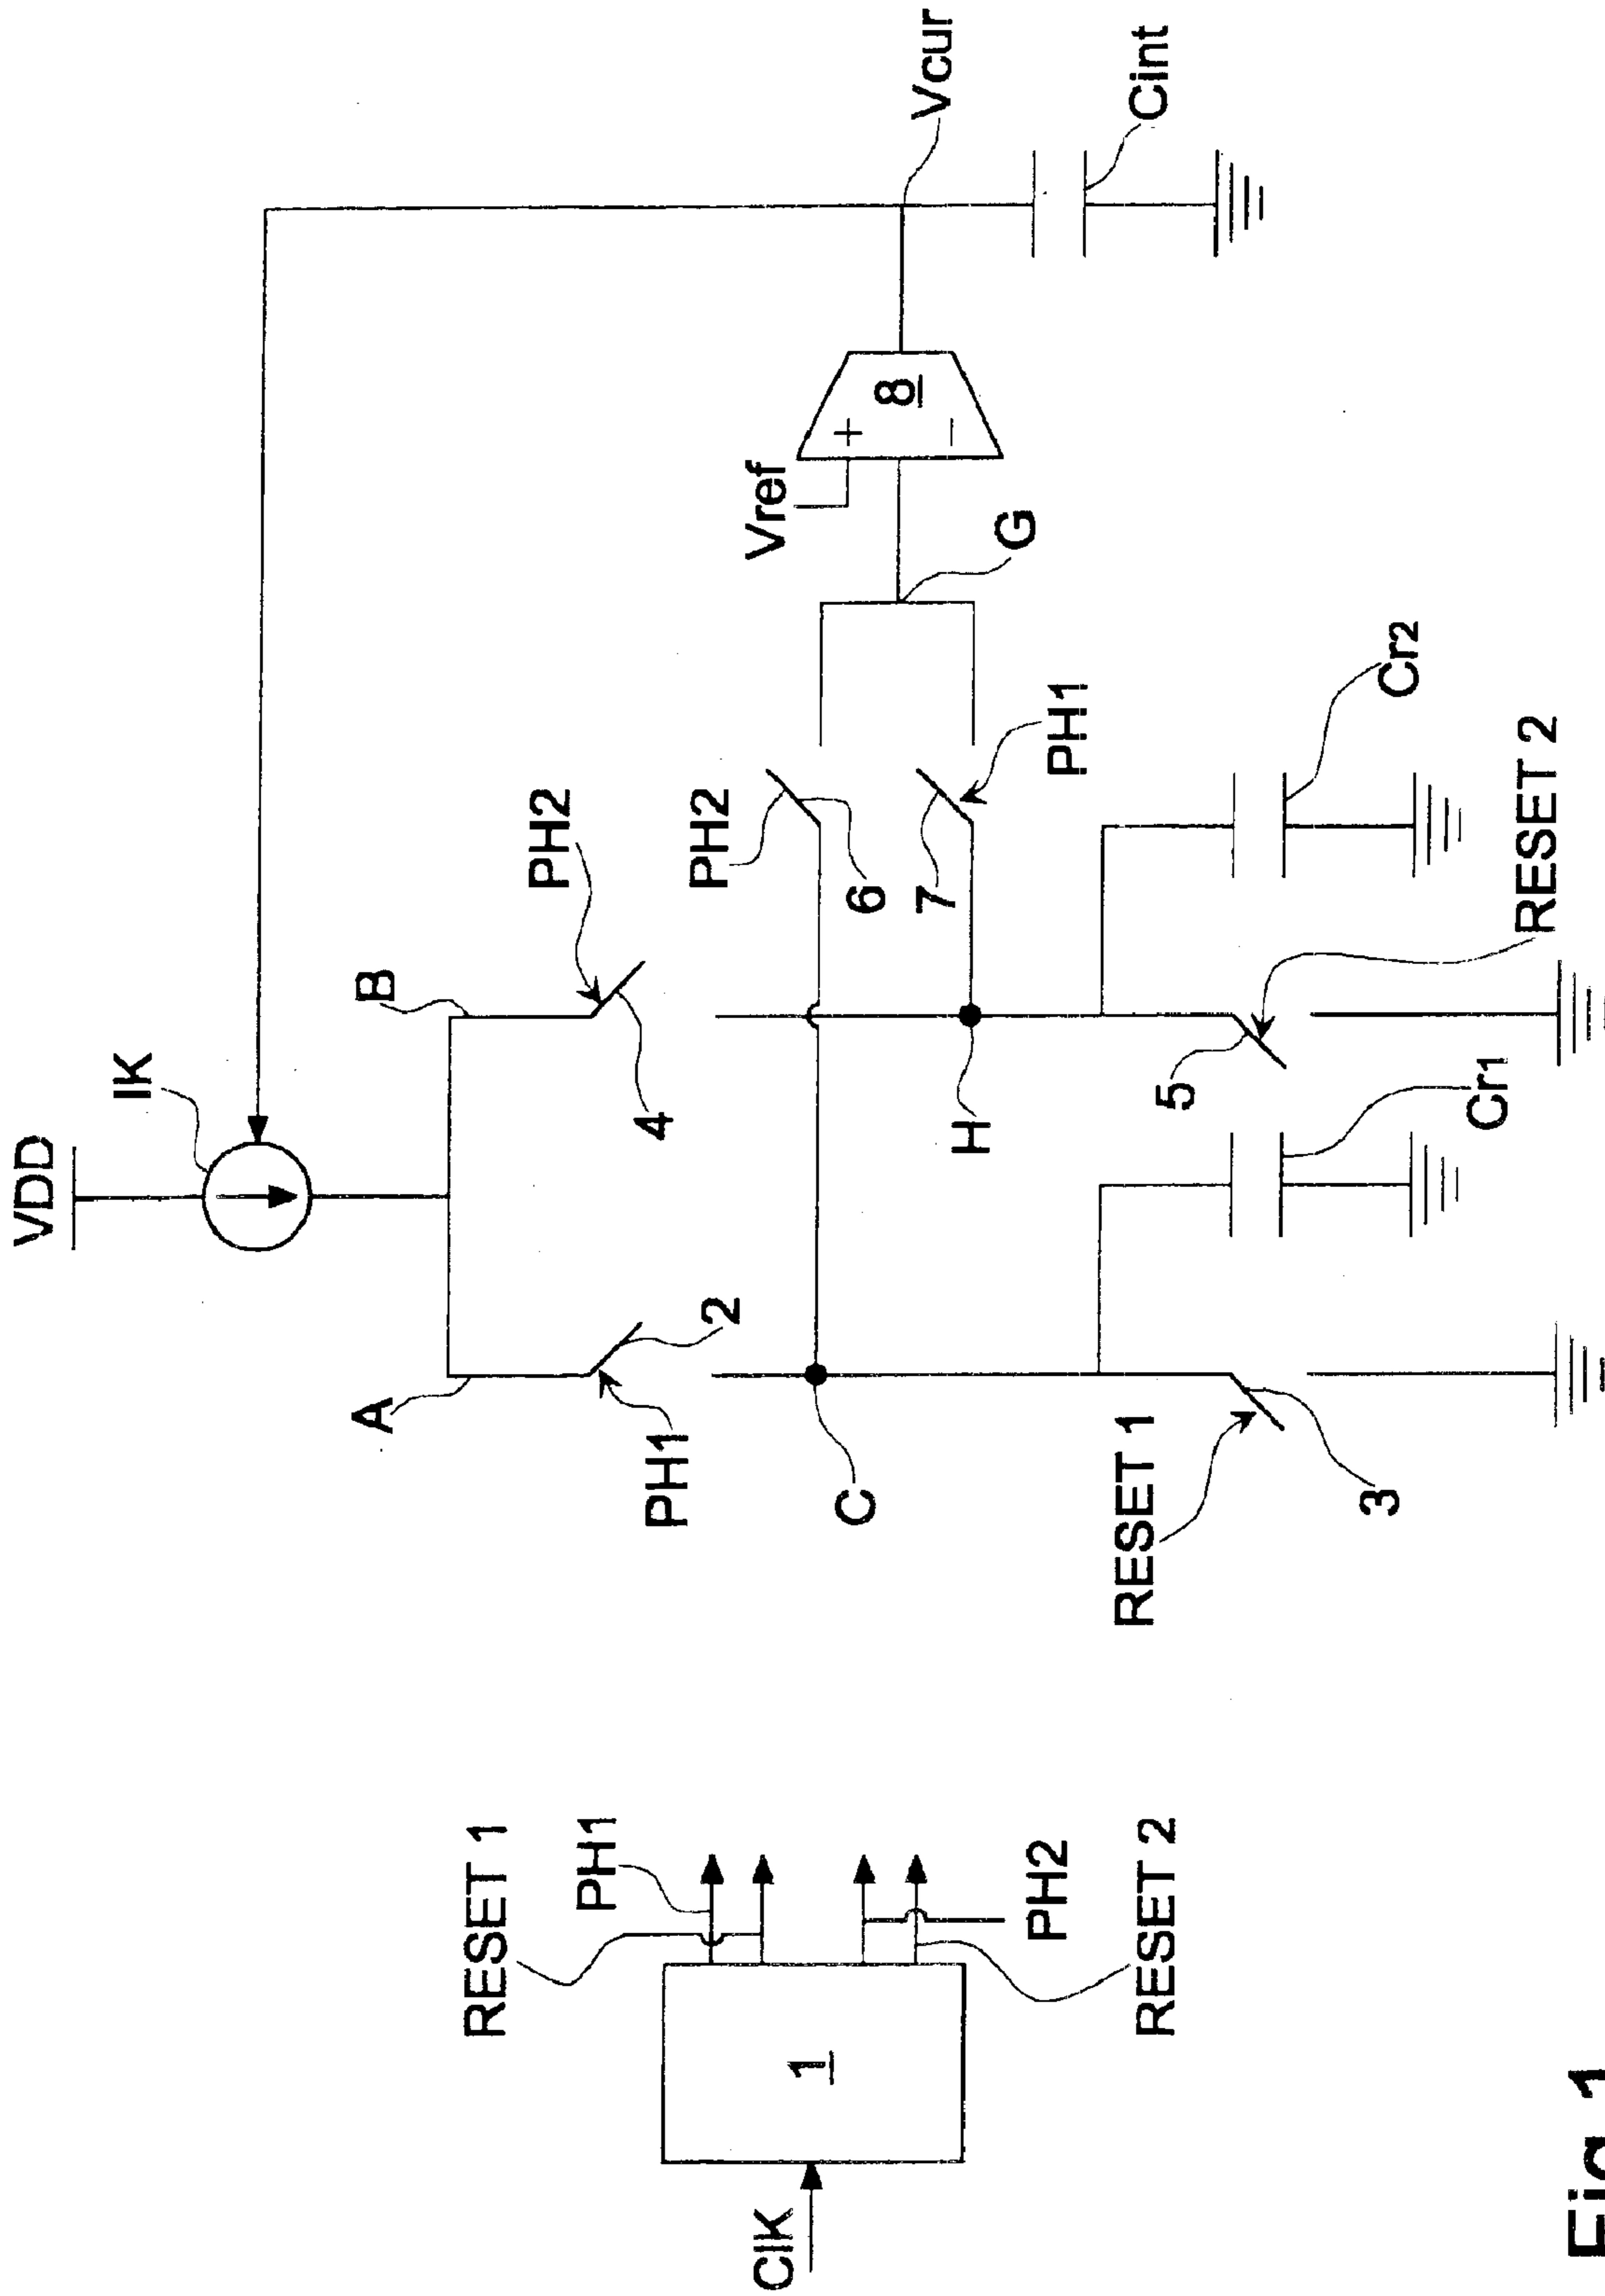 VDD
IK
A
B
PH1
2
PH2
4
PH2
6
7
PH1
Vref
+
−
8
G
Vcur
Cint
C
H
RESET 1
3
Cr1
5
Cr2
RESET 2
ClK
1
RESET 1
PH1
PH2
RESET 2
Fig.1